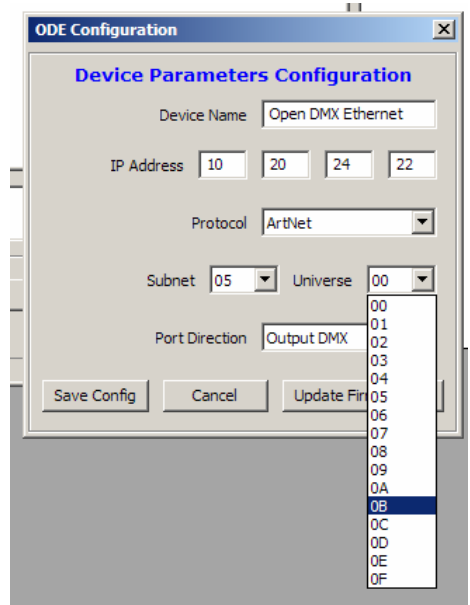 ODE Configuration
Device Parameters Configuration
Device Name Open DMX Ethernet
IP Address 10 20 24 22
Protocol ArtNet
Subnet 05 Universe 00
00
01
02
Port Direction Output DMX
03
04
05
06
07
Save Config Cancel Update Fir
08
09
0A
0B
0C
0D
0E
0F